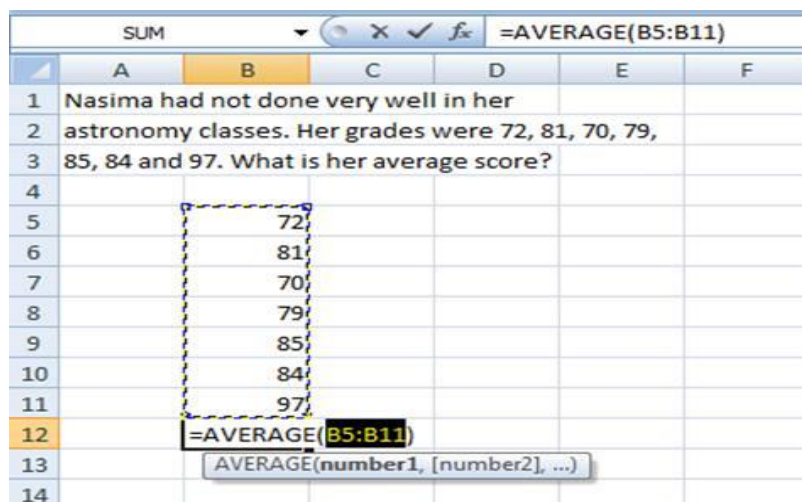 SUM fx =AVERAGE(B5:B11)
A B C D E F
1 Nasima had not done very well in her
2 astronomy classes. Her grades were 72, 81, 70, 79,
3 85, 84 and 97. What is her average score?
4
5 72
6 81
7 70
8 79
9 85
10 84
11 97
12 =AVERAGE(B5:B11)
13 AVERAGE(number1, [number2], ...)
14